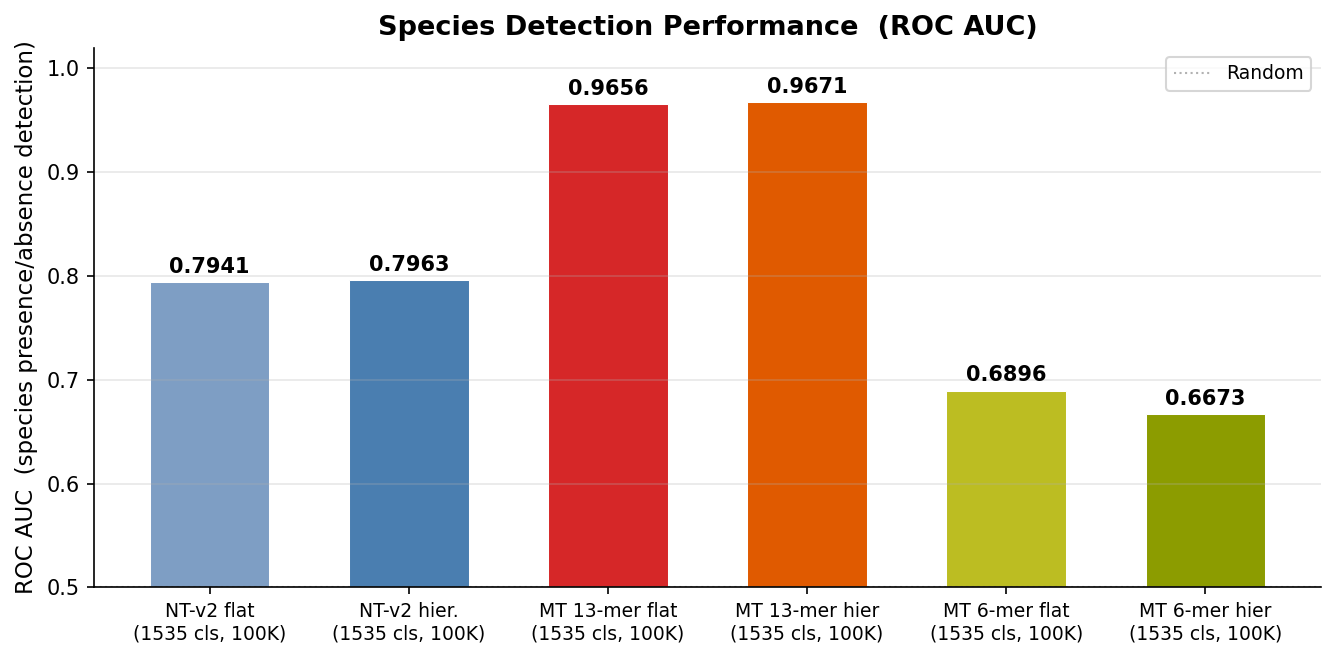 Species Detection Performance  (ROC AUC)
ROC AUC  (species presence/absence detection)
1.0
0.9
0.8
0.7
0.6
0.5
Random
0.7941
0.7963
0.9656
0.9671
0.6896
0.6673
NT-v2 flat
(1535 cls, 100K)
NT-v2 hier.
(1535 cls, 100K)
MT 13-mer flat
(1535 cls, 100K)
MT 13-mer hier
(1535 cls, 100K)
MT 6-mer flat
(1535 cls, 100K)
MT 6-mer hier
(1535 cls, 100K)